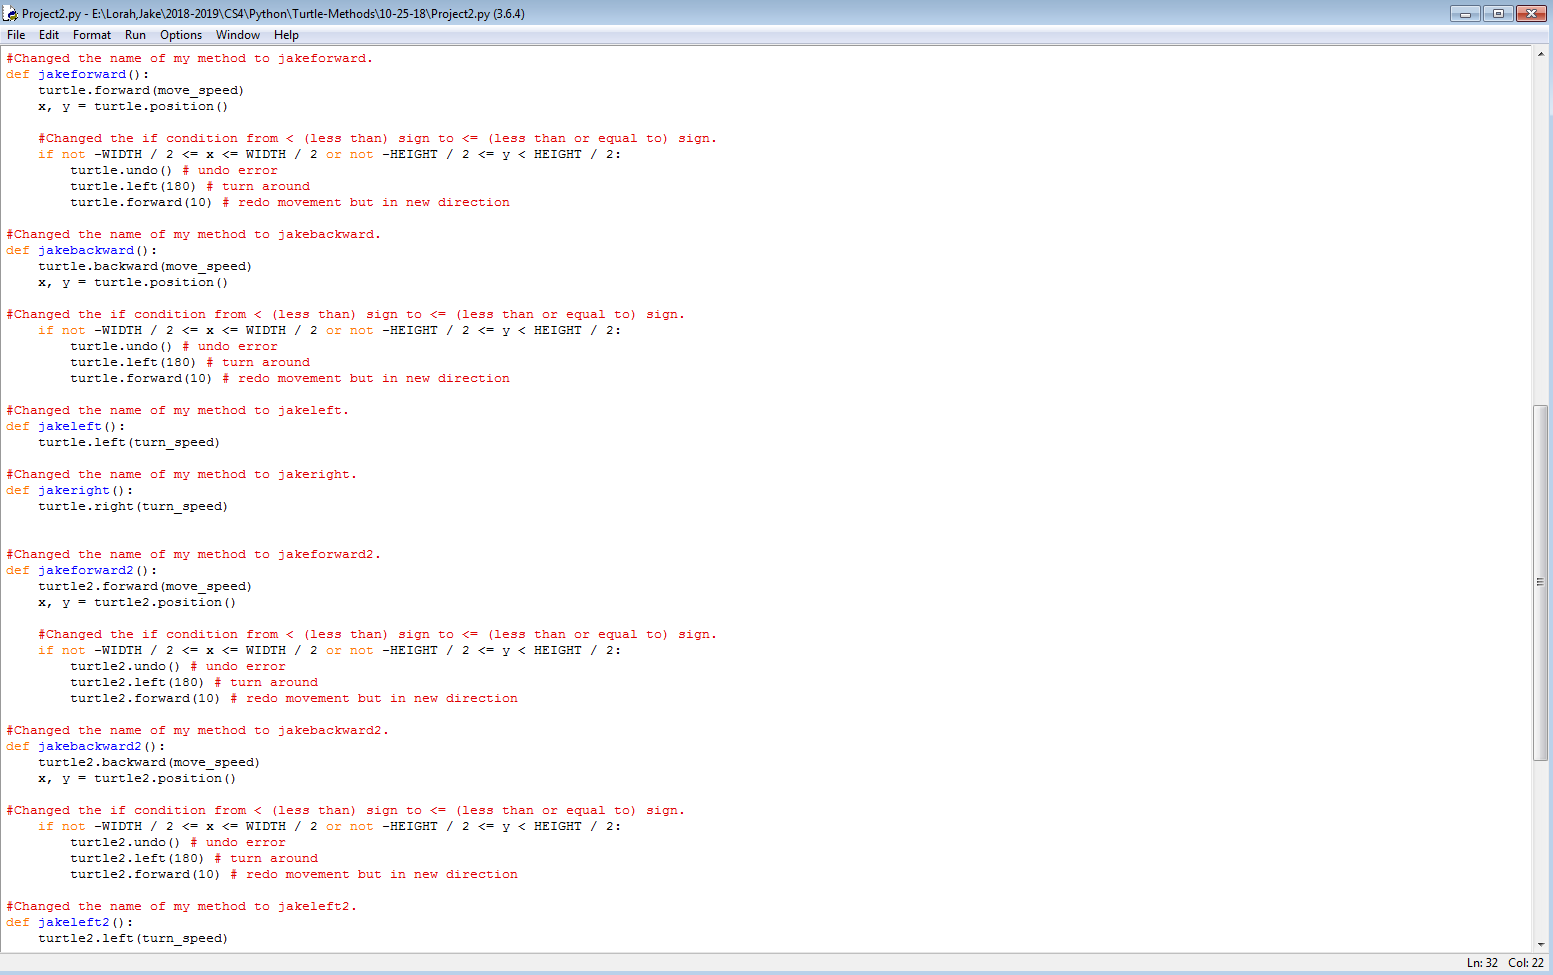 Project2.py - E:\Lorah,Jake\2018-2019\CS4\Python\Turtle-Methods\10-25-18\Project2.py (3.6.4)
File Edit Format Run Options Window Help
#Changed the name of my method to jakeforward.
def jakeforward():
    turtle.forward(move_speed)
    x, y = turtle.position()

    #Changed the if condition from < (less than) sign to <= (less than or equal to) sign.
    if not -WIDTH / 2 <= x <= WIDTH / 2 or not -HEIGHT / 2 <= y < HEIGHT / 2:
        turtle.undo() # undo error
        turtle.left(180) # turn around
        turtle.forward(10) # redo movement but in new direction

#Changed the name of my method to jakebackward.
def jakebackward():
    turtle.backward(move_speed)
    x, y = turtle.position()

#Changed the if condition from < (less than) sign to <= (less than or equal to) sign.
    if not -WIDTH / 2 <= x <= WIDTH / 2 or not -HEIGHT / 2 <= y < HEIGHT / 2:
        turtle.undo() # undo error
        turtle.left(180) # turn around
        turtle.forward(10) # redo movement but in new direction

#Changed the name of my method to jakeleft.
def jakeleft():
    turtle.left(turn_speed)

#Changed the name of my method to jakeright.
def jakeright():
    turtle.right(turn_speed)


#Changed the name of my method to jakeforward2.
def jakeforward2():
    turtle2.forward(move_speed)
    x, y = turtle2.position()

    #Changed the if condition from < (less than) sign to <= (less than or equal to) sign.
    if not -WIDTH / 2 <= x <= WIDTH / 2 or not -HEIGHT / 2 <= y < HEIGHT / 2:
        turtle2.undo() # undo error
        turtle2.left(180) # turn around
        turtle2.forward(10) # redo movement but in new direction

#Changed the name of my method to jakebackward2.
def jakebackward2():
    turtle2.backward(move_speed)
    x, y = turtle2.position()

#Changed the if condition from < (less than) sign to <= (less than or equal to) sign.
    if not -WIDTH / 2 <= x <= WIDTH / 2 or not -HEIGHT / 2 <= y < HEIGHT / 2:
        turtle2.undo() # undo error
        turtle2.left(180) # turn around
        turtle2.forward(10) # redo movement but in new direction

#Changed the name of my method to jakeleft2.
def jakeleft2():
    turtle2.left(turn_speed)
Ln: 32 Col: 22